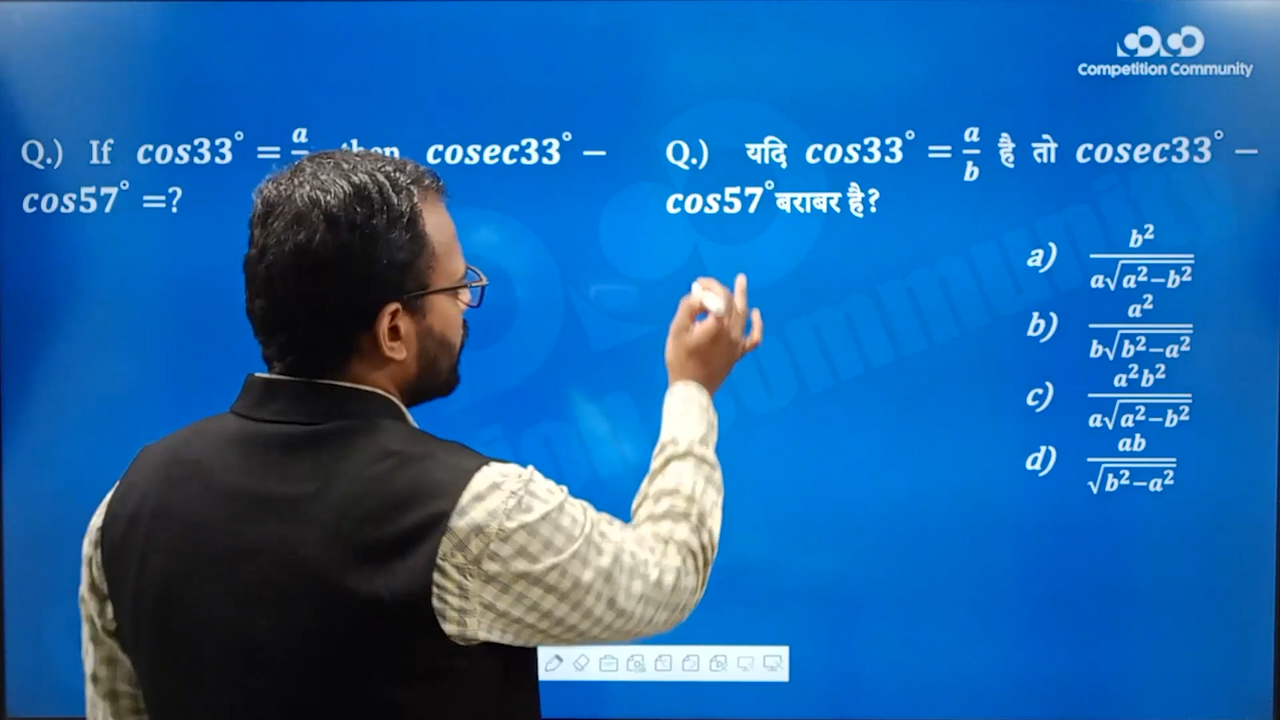 Competition Community
Q.) If cos33° = a then cosec33° –
cos57° =?
Q.) यदि cos33° = a/b है तो cosec33° –
cos57° बराबर है?
a) b²/a√a²–b²
b) a²/b√b²–a²
c) a²b²/a√a²–b²
d) ab/√b²–a²